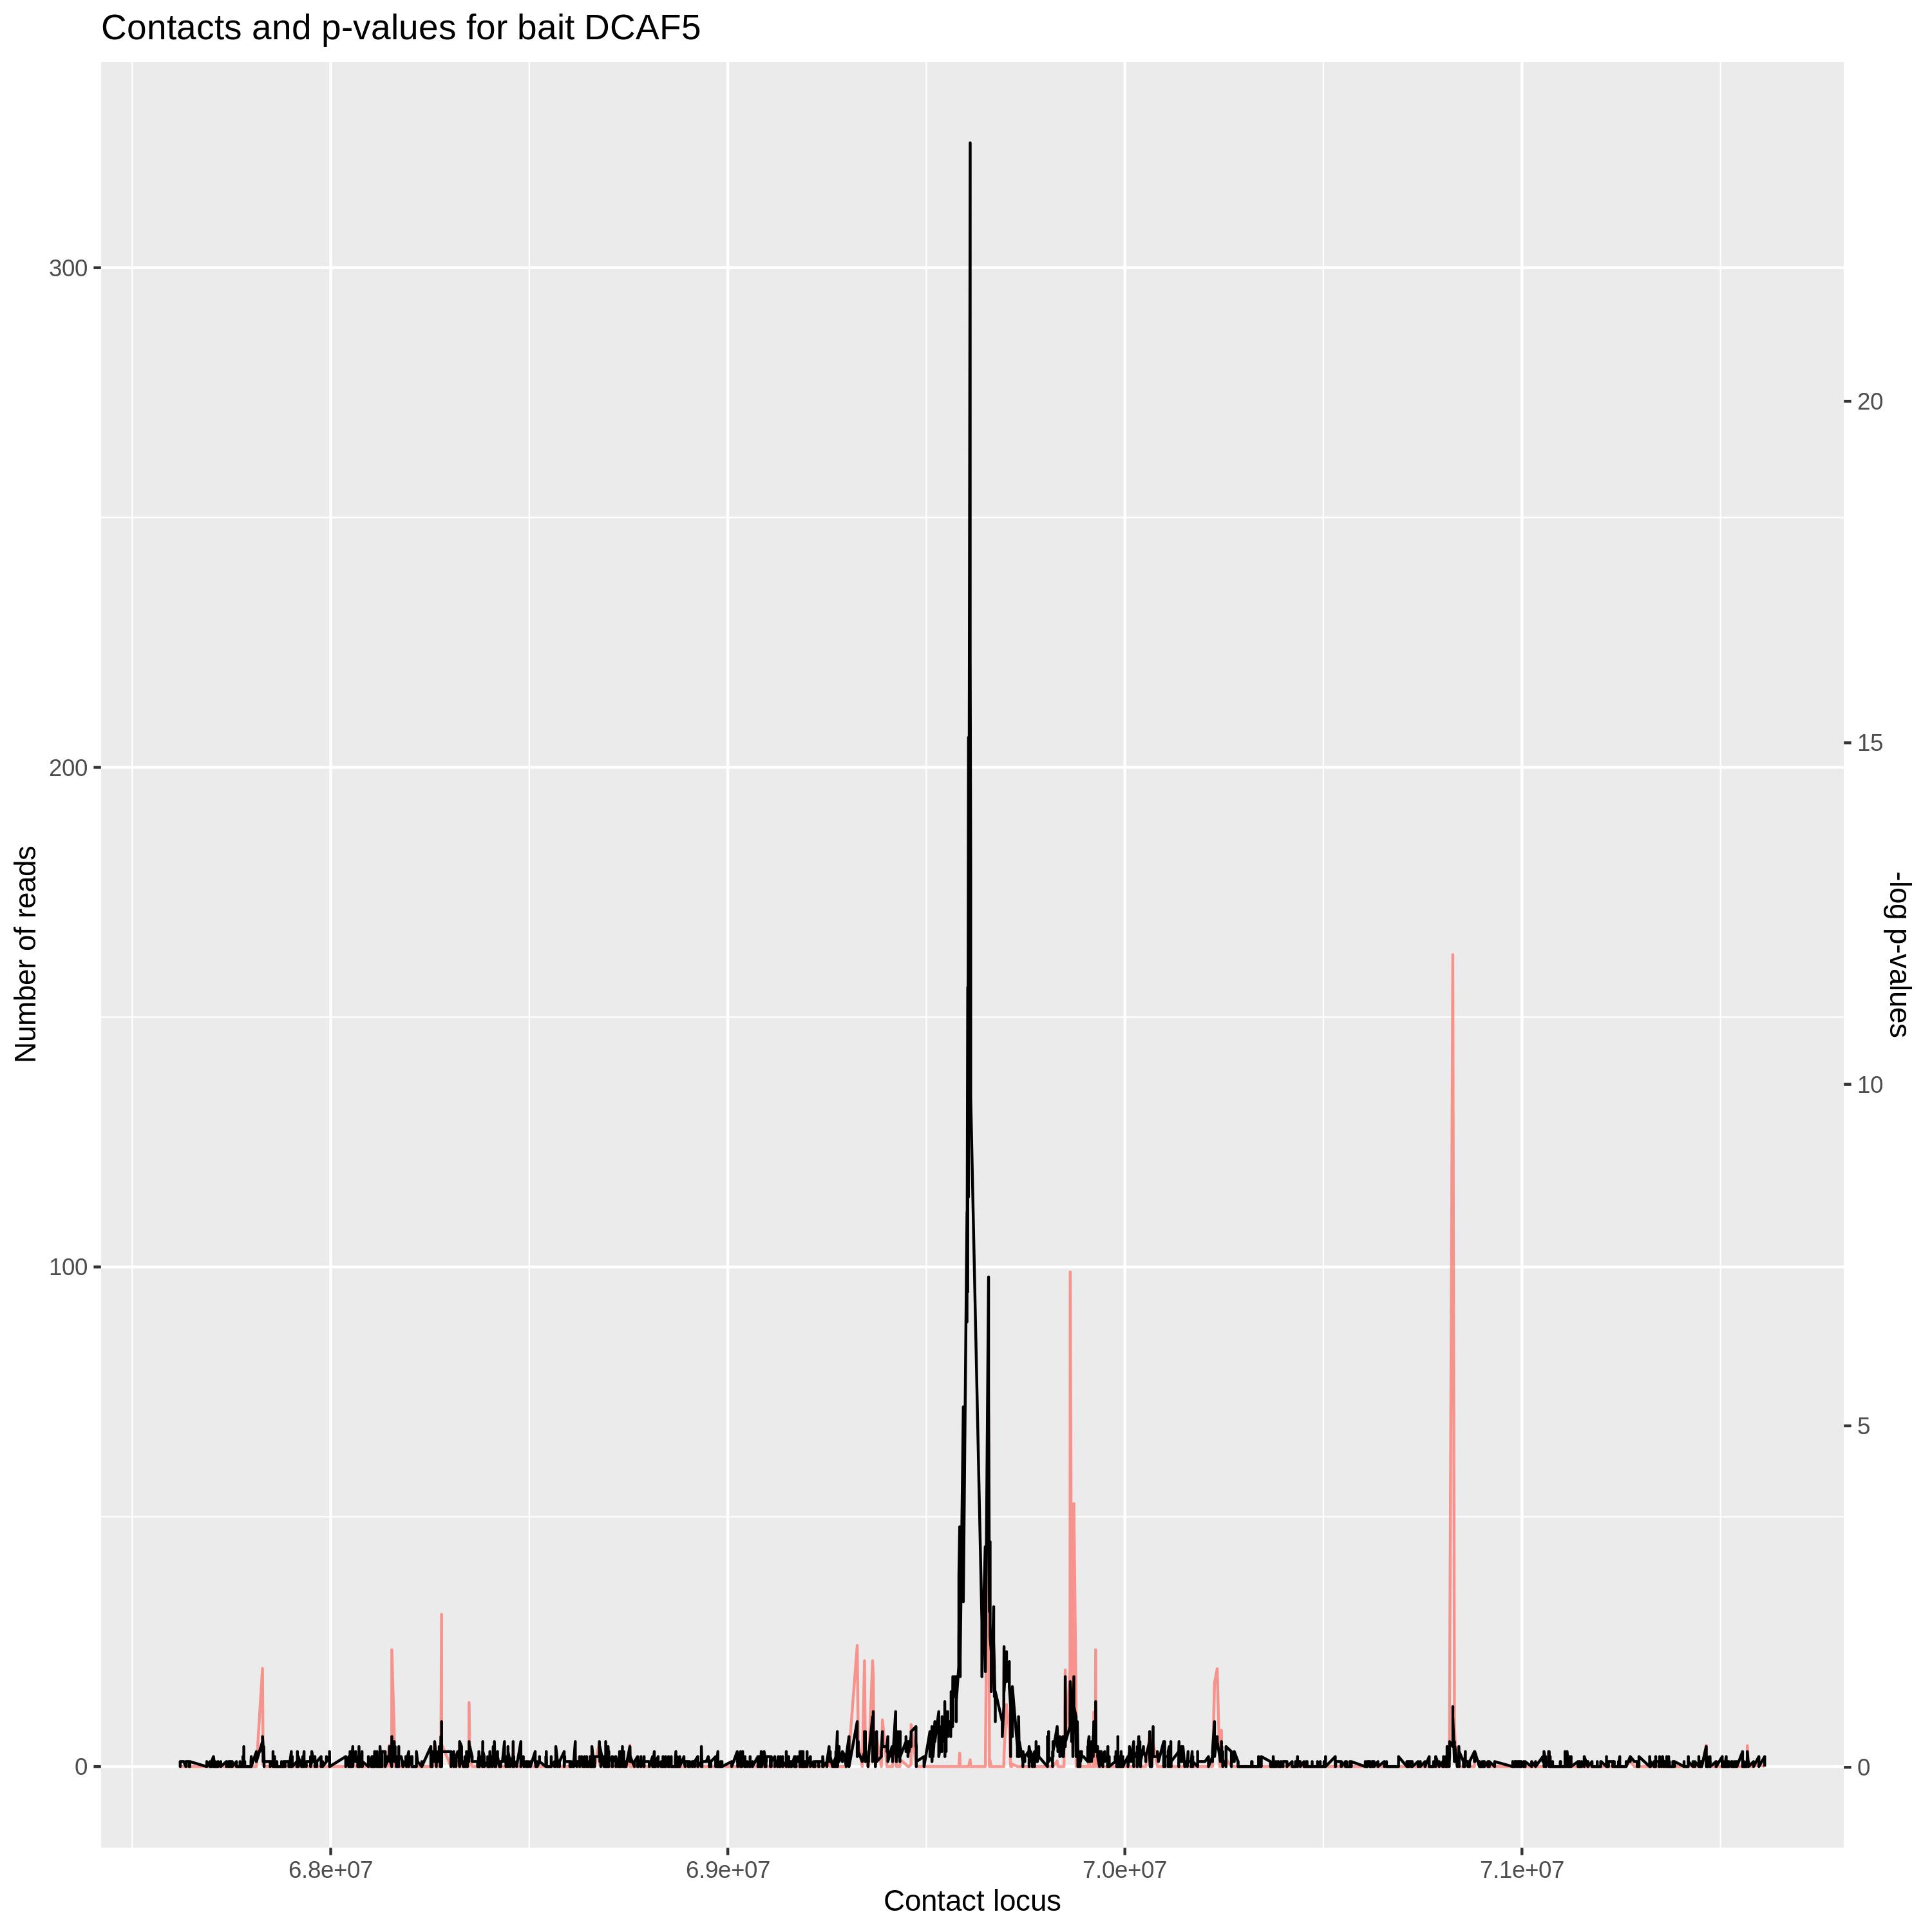 Contacts and p-values for bait DCAF5
Number of reads
300
200
100
0
20
15
10
5
0
-log p-values
6.8e+07
6.9e+07
7.0e+07
7.1e+07
Contact locus